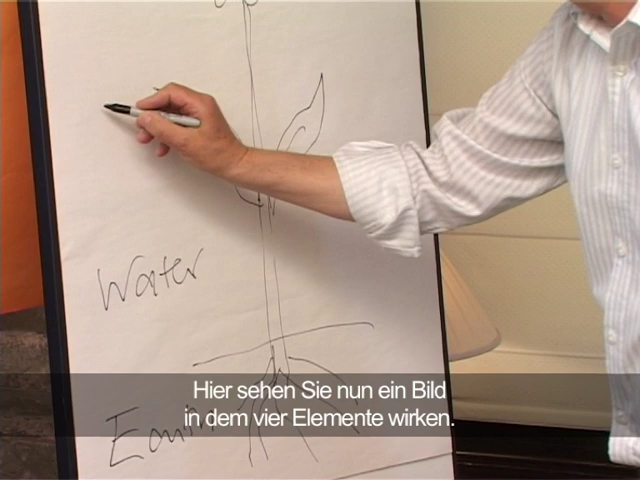 Water
Hier sehen Sie nun ein Bild
in dem vier Elemente wirken.